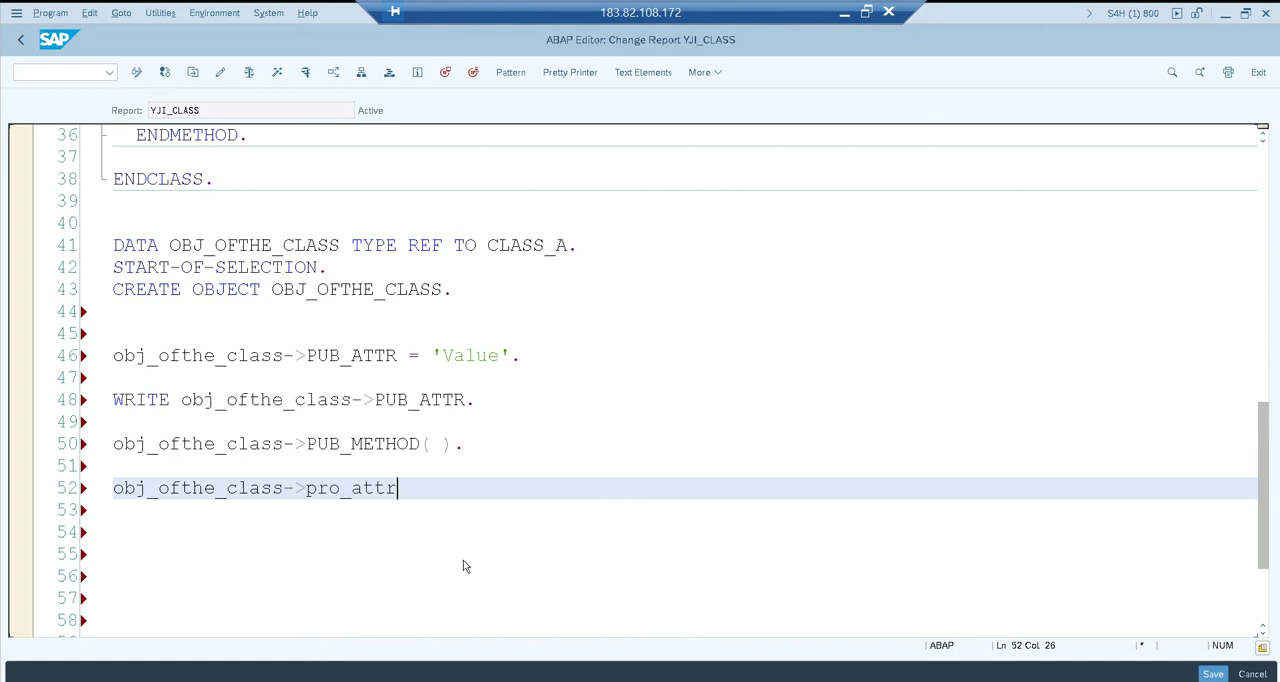 Program Edit Goto Utilities Environment System Help 183.82.108.172 S4H (1) 800
SAP ABAP Editor: Change Report YJI_CLASS
Pattern Pretty Printer Text Elements More Exit
Report: YJI_CLASS Active
36 ENDMETHOD.
37
38 ENDCLASS.
39
40
41 DATA OBJ_OFTHE_CLASS TYPE REF TO CLASS_A.
42 START-OF-SELECTION.
43 CREATE OBJECT OBJ_OFTHE_CLASS.
44
45
46 obj_ofthe_class->PUB_ATTR = 'Value'.
47
48 WRITE obj_ofthe_class->PUB_ATTR.
49
50 obj_ofthe_class->PUB_METHOD( ).
51
52 obj_ofthe_class->pro_attr
53
54
55
56
57
58
ABAP Ln 52 Col 26 * NUM
Save Cancel